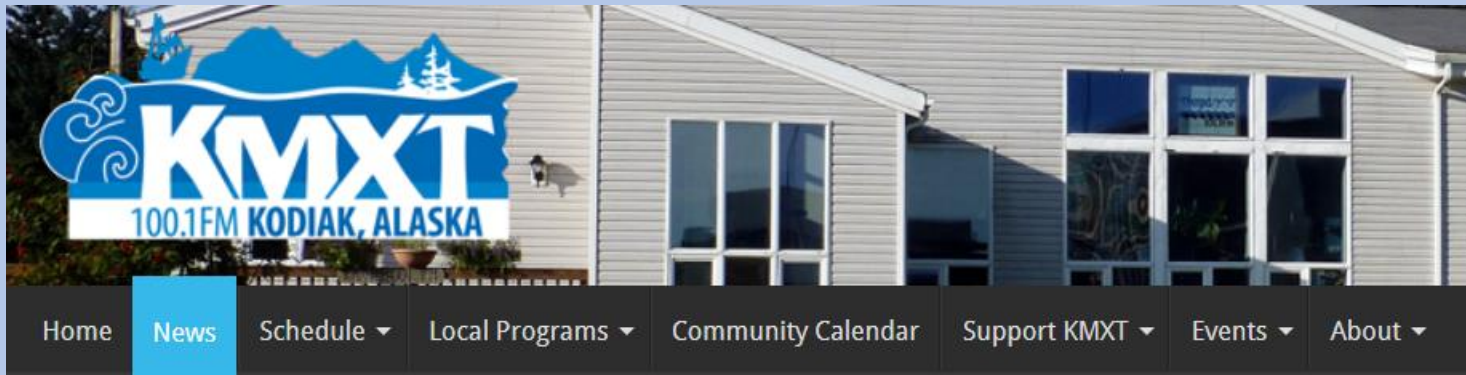 KMXT
100.1FM KODIAK, ALASKA
Home News Schedule Local Programs Community Calendar Support KMXT Events About